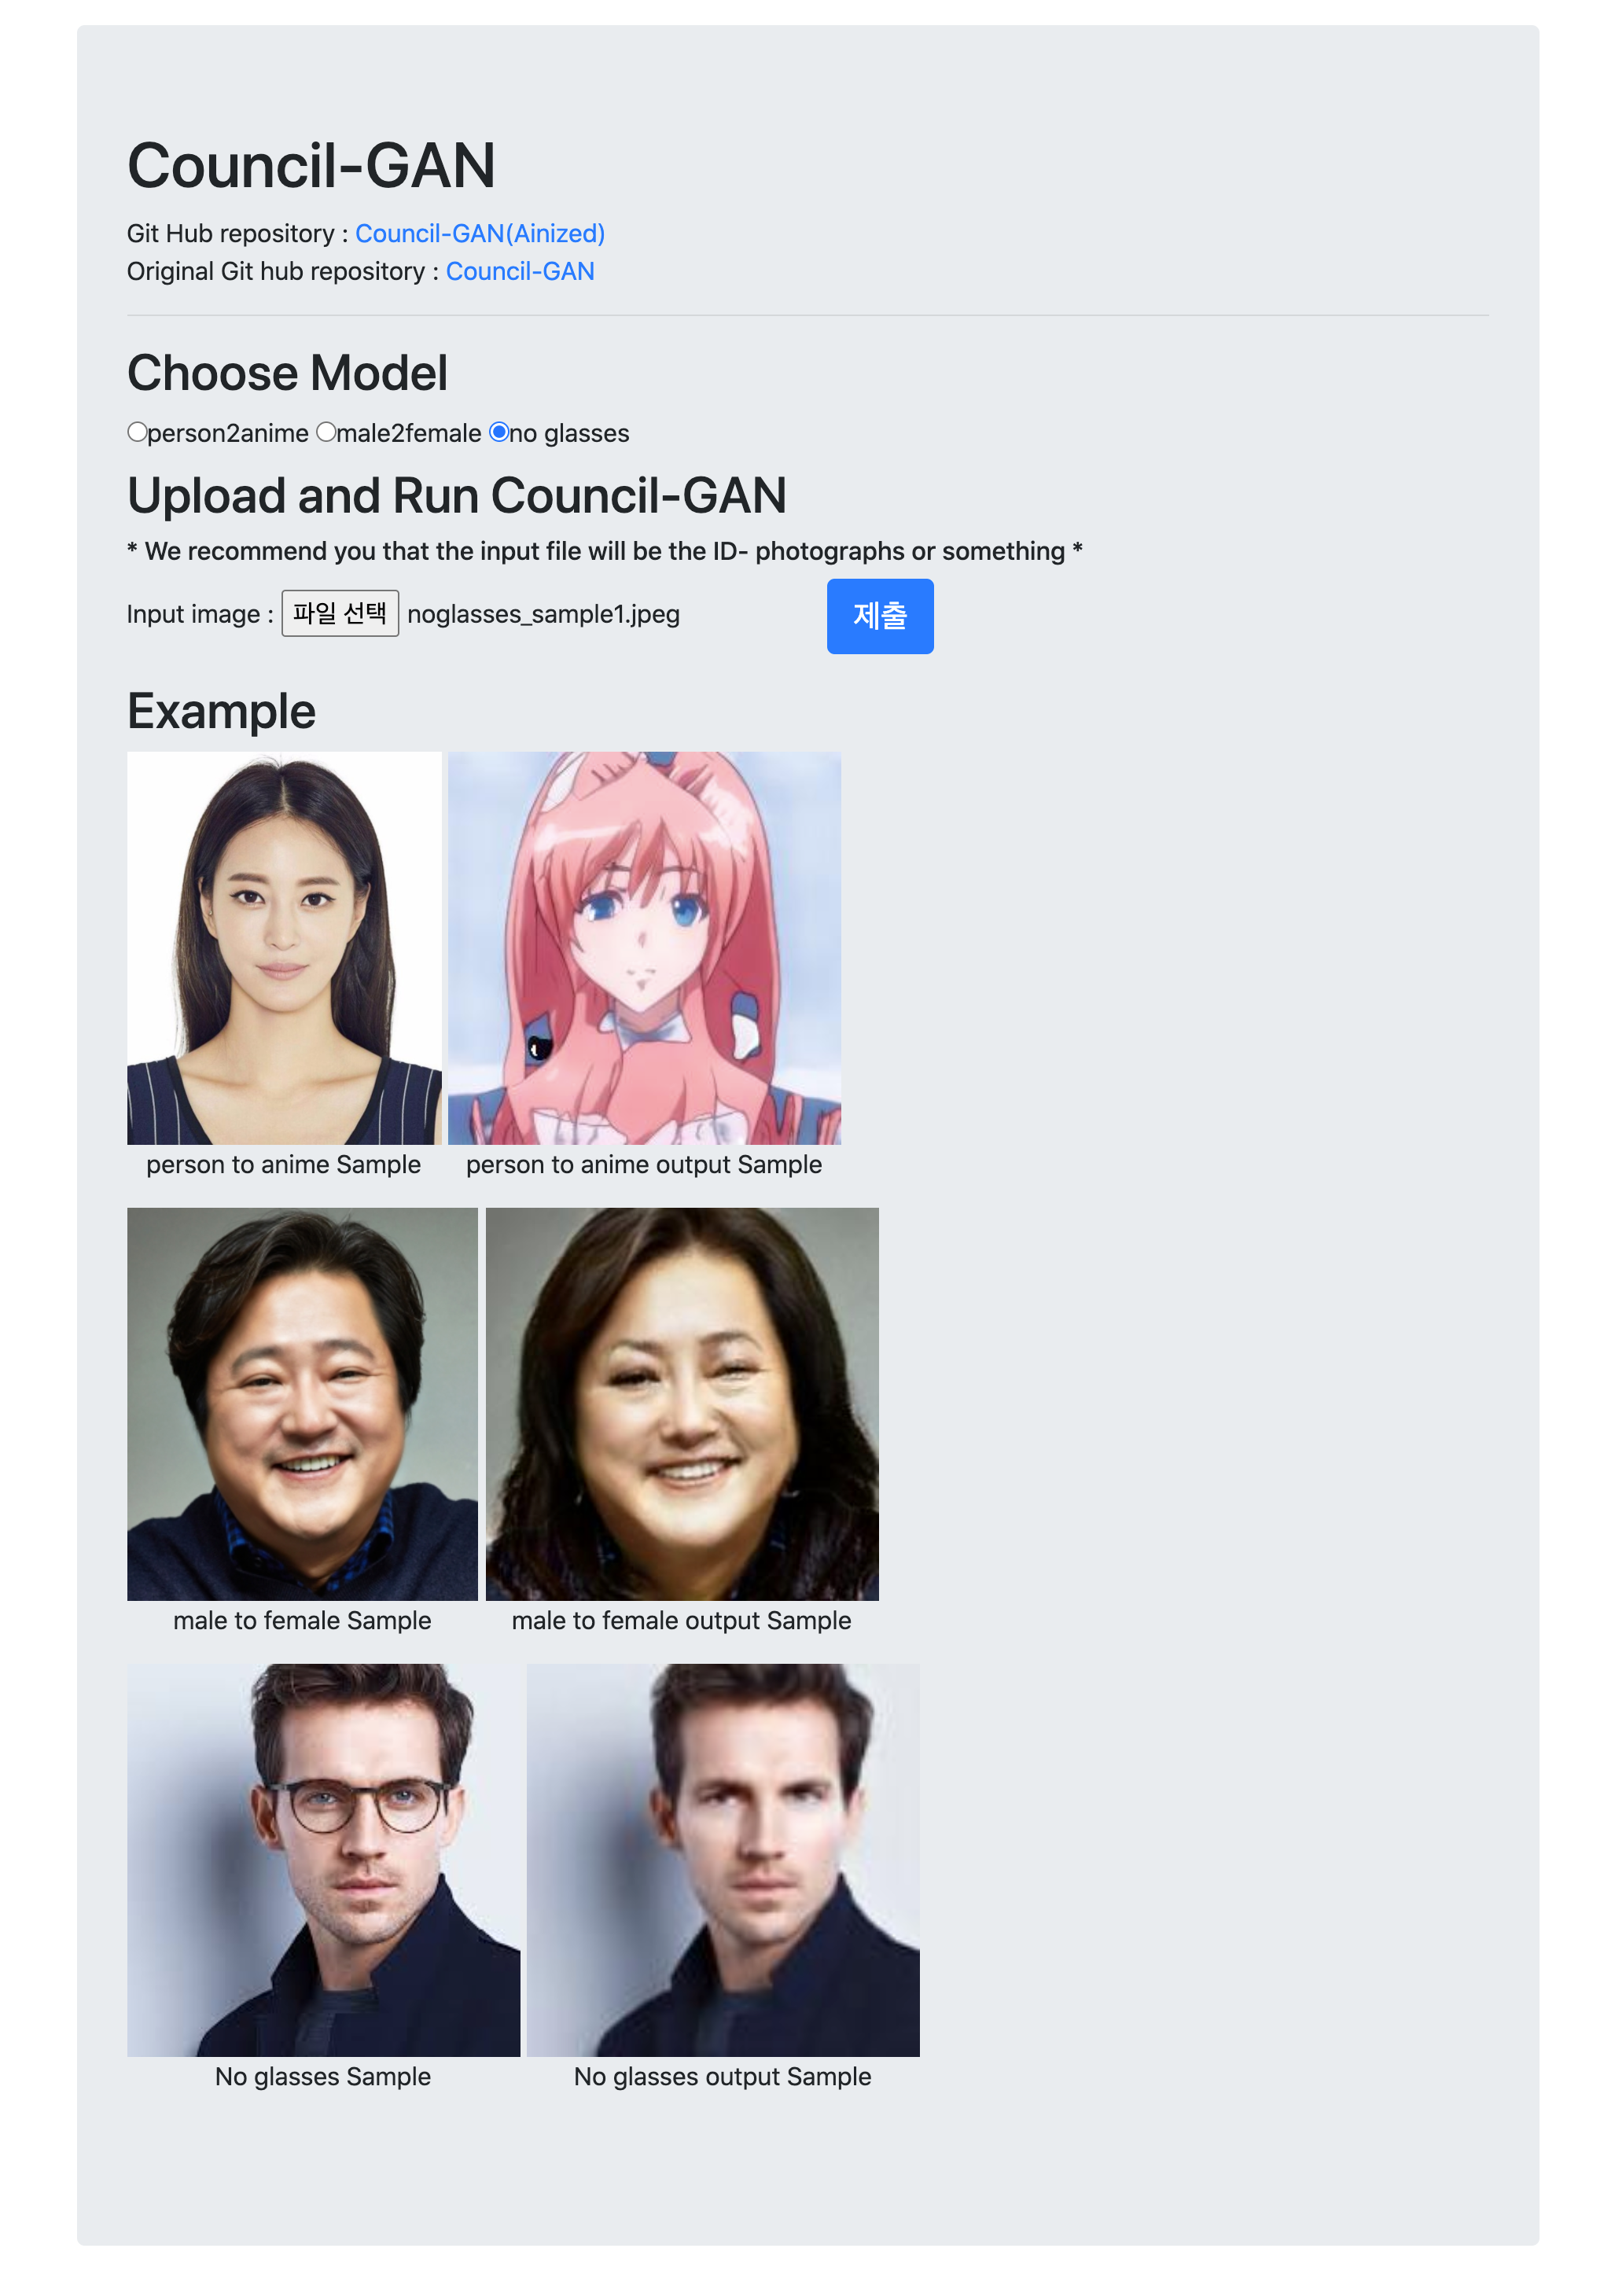 Council-GAN
Git Hub repository : Council-GAN(Ainized)
Original Git hub repository : Council-GAN
Choose Model
person2anime male2female no glasses
Upload and Run Council-GAN
* We recommend you that the input file will be the ID- photographs or something *
Input image : 파일 선택 noglasses_sample1.jpeg 제출
Example
person to anime Sample person to anime output Sample
male to female Sample male to female output Sample
No glasses Sample No glasses output Sample